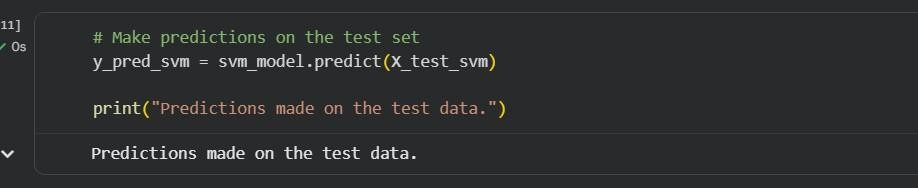 11]
0s
# Make predictions on the test set
y_pred_svm = svm_model.predict(X_test_svm)
print("Predictions made on the test data.")
Predictions made on the test data.